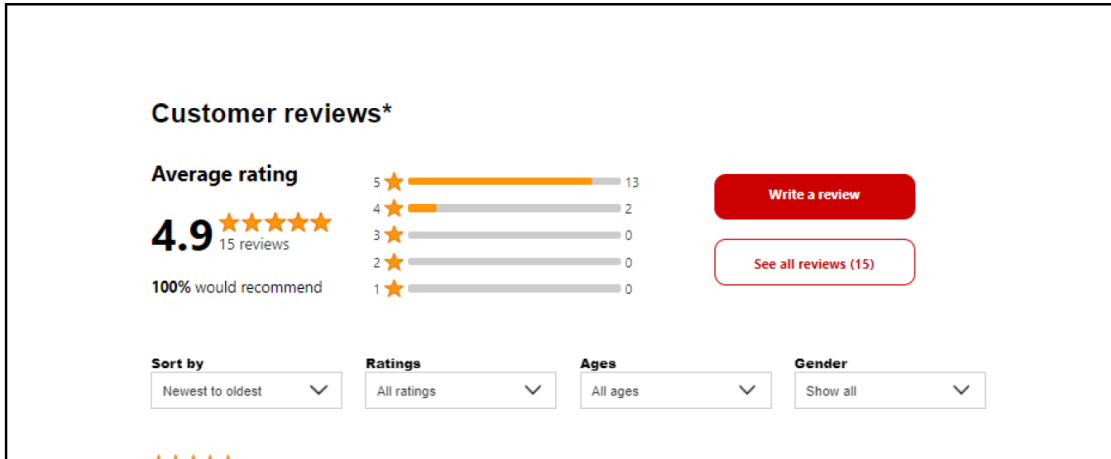 Customer reviews*
Average rating
4.9
15 reviews
100% would recommend
5 13
4 2
3 0
2 0
1 0
Write a review
See all reviews (15)
Sort by
Newest to oldest
Ratings
All ratings
Ages
All ages
Gender
Show all